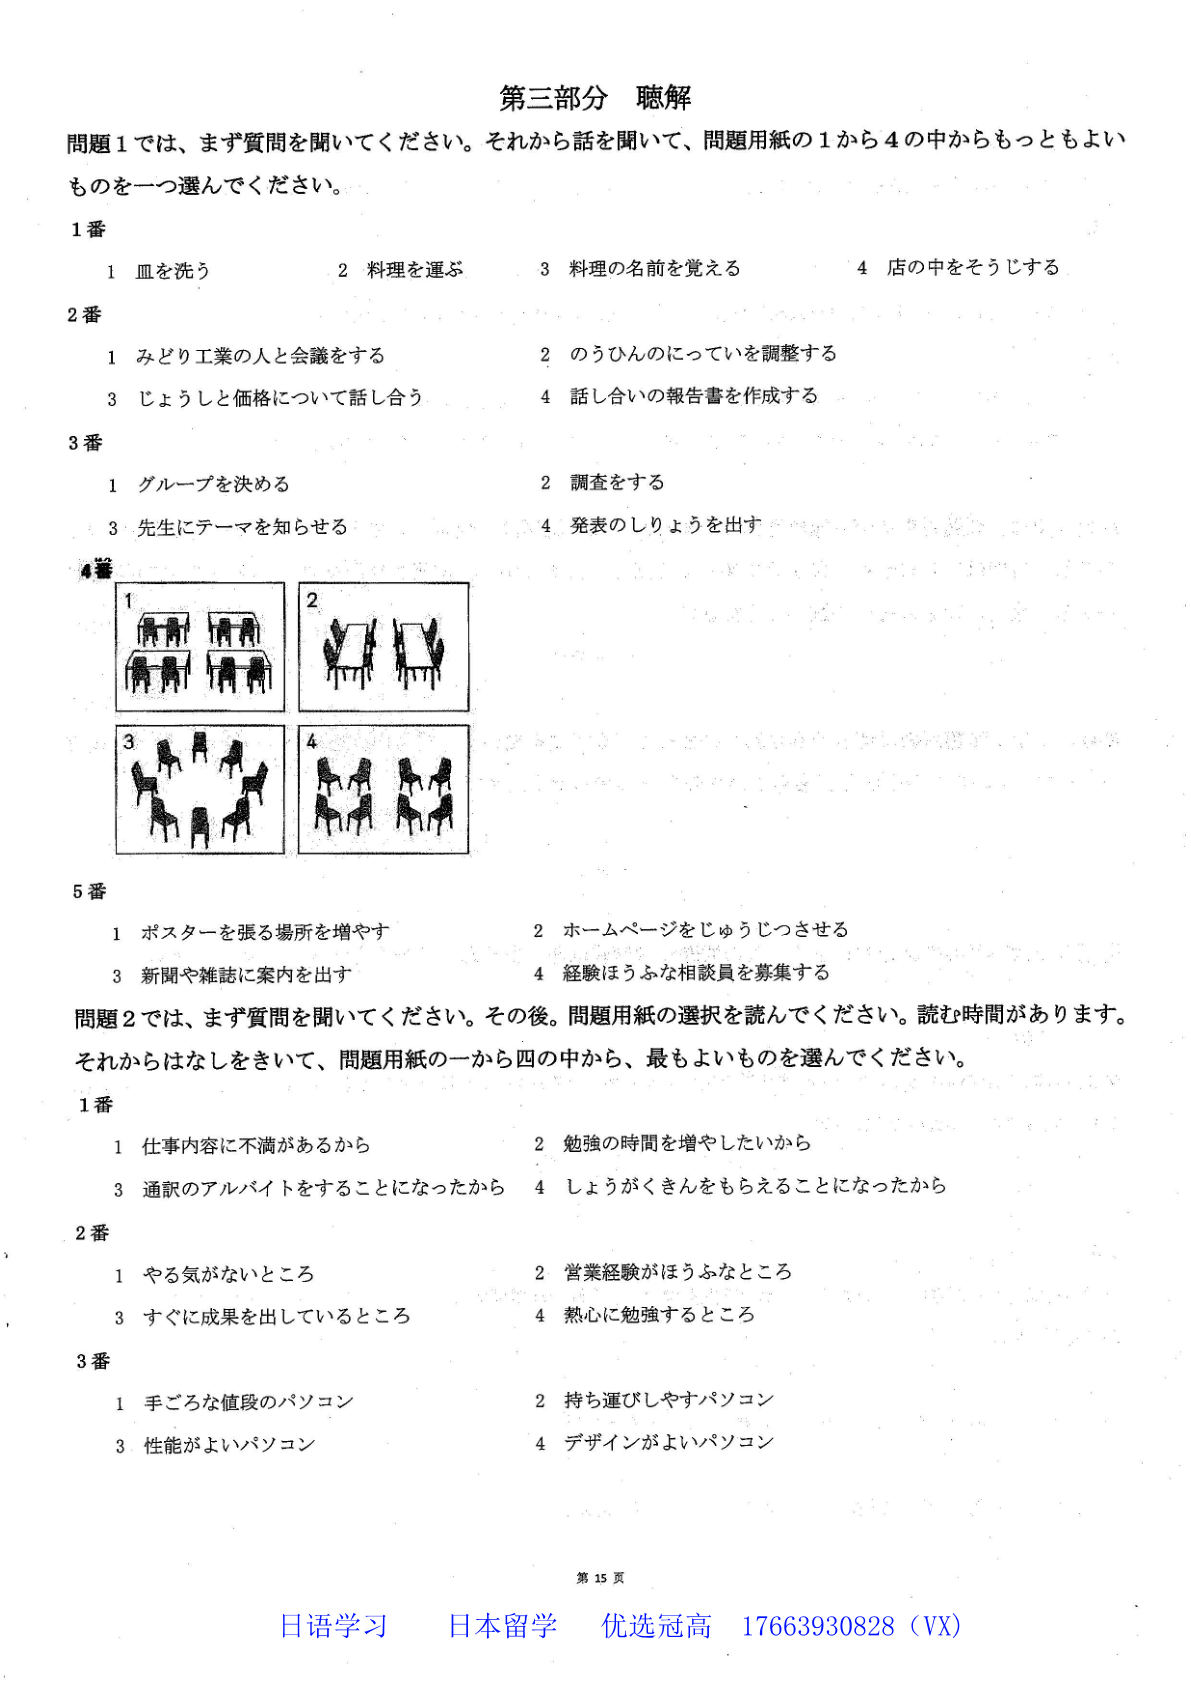 第三部分　聴解
問題１では、まず質問を聞いてください。それから話を聞いて、問題用紙の１から４の中からもっともよい
ものを一つ選んでください。
１番
1　皿を洗う　2　料理を運ぶ　3　料理の名前を覚える　4　店の中をそうじする
２番
1　みどり工業の人と会議をする　2　のうひんのにっていを調整する
3　じょうしと価格について話し合う　4　話し合いの報告書を作成する
３番
1　グループを決める　2　調査をする
3　先生にテーマを知らせる　4　発表のしりょうを出す
4番
1　2
3　4
５番
1　ポスターを張る場所を増やす　2　ホームページをじゅうじつさせる
3　新聞や雑誌に案内を出す　4　経験ほうふな相談員を募集する
問題２では、まず質問を聞いてください。その後。問題用紙の選択を読んでください。読む時間があります。
それからはなしをきいて、問題用紙の一から四の中から、最もよいものを選んでください。
１番
1　仕事内容に不満があるから　2　勉強の時間を増やしたいから
3　通訳のアルバイトをすることになったから　4　しょうがくきんをもらえることになったから
２番
1　やる気がないところ　2　営業経験がほうふなところ
3　すぐに成果を出しているところ　4　熱心に勉強するところ
３番
1　手ごろな値段のパソコン　2　持ち運びしやすパソコン
3　性能がよいパソコン　4　デザインがよいパソコン
第 15 页
日语学习　日本留学　优选冠高　17663930828（VX)